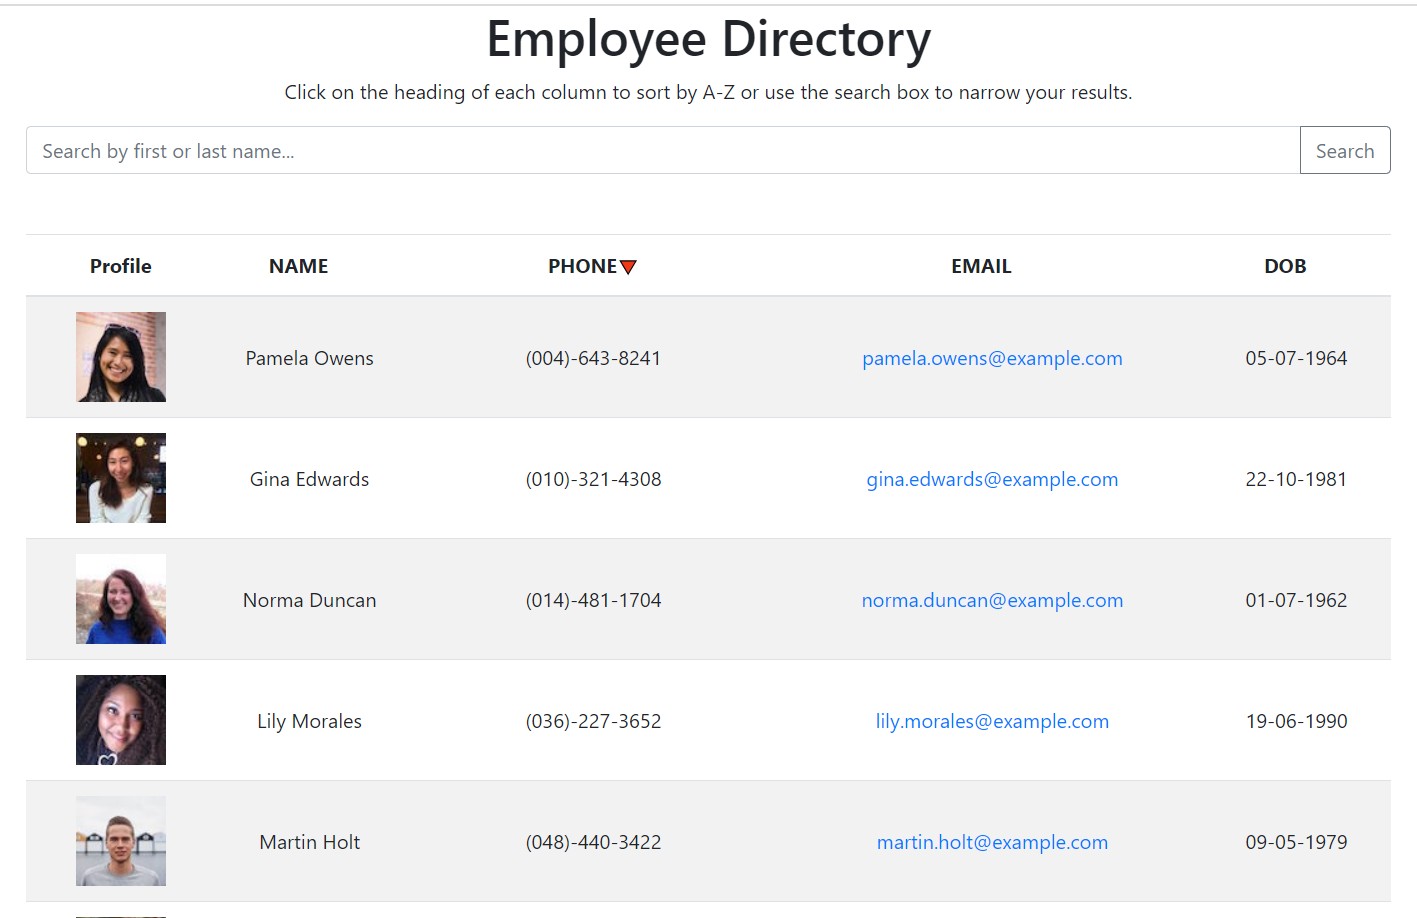 Employee Directory
Click on the heading of each column to sort by A-Z or use the search box to narrow your results.
Search by first or last name... Search
Profile NAME PHONE EMAIL DOB
Pamela Owens (004)-643-8241 pamela.owens@example.com 05-07-1964
Gina Edwards (010)-321-4308 gina.edwards@example.com 22-10-1981
Norma Duncan (014)-481-1704 norma.duncan@example.com 01-07-1962
Lily Morales (036)-227-3652 lily.morales@example.com 19-06-1990
Martin Holt (048)-440-3422 martin.holt@example.com 09-05-1979